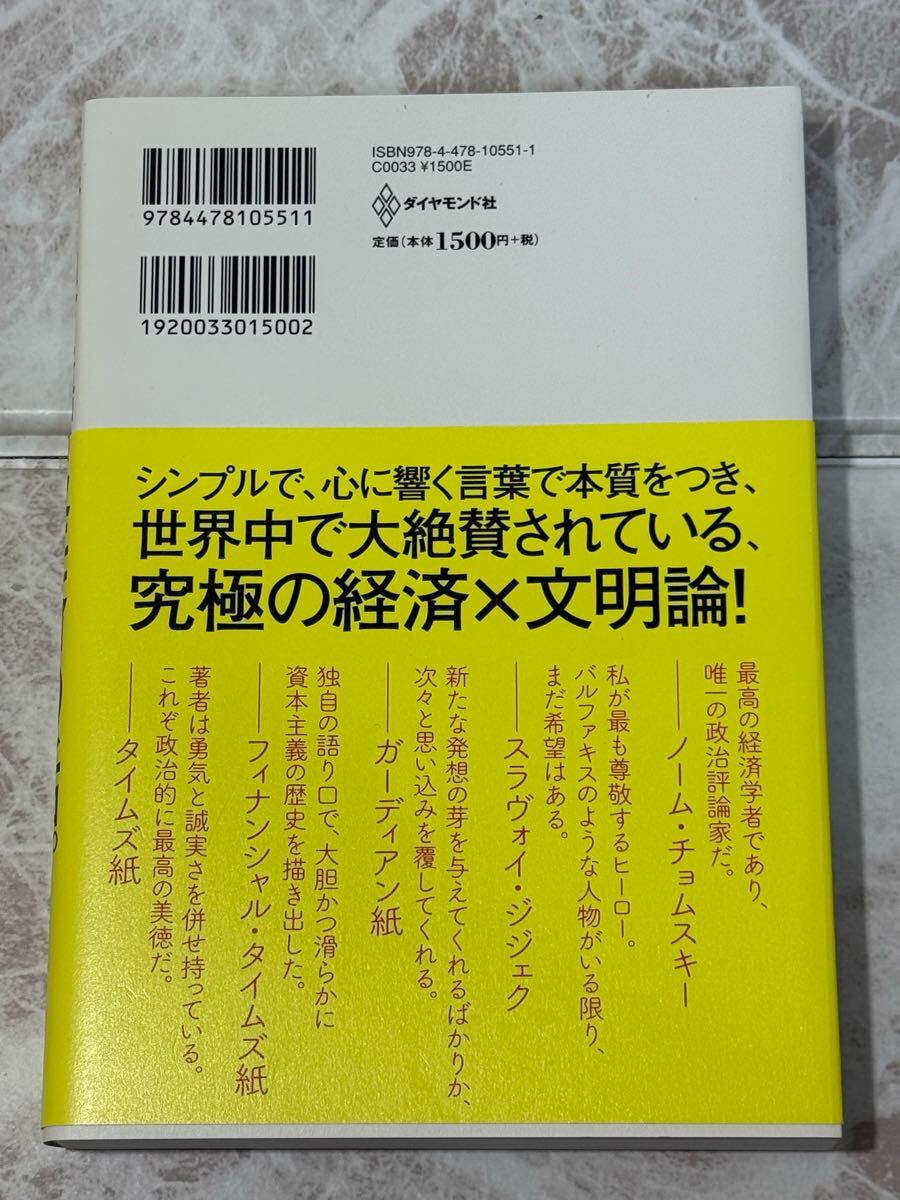 9784478105511
1920033015002
ISBN978-4-478-10551-1
C0033 ¥1500E
ダイヤモンド社
定価(本体1500円+税)
シンプルで、心に響く言葉で本質をつき、
世界中で大絶賛されている、
究極の経済×文明論!
最高の経済学者であり、
唯一の政治評論家だ。
――ノーム・チョムスキー
私が最も尊敬するヒーロー。
バルファキスのような人物がいる限り、
まだ希望はある。
――スラヴォイ・ジジェク
新たな発想の芽を与えてくれるばかりか、
次々と思い込みを覆してくれる。
――ガーディアン紙
独自の語り口で、大胆かつ滑らかに
資本主義の歴史を描き出した。
――フィナンシャル・タイムズ紙
著者は勇気と誠実さを併せ持っている。
これぞ政治的に最高の美徳だ。
――タイムズ紙